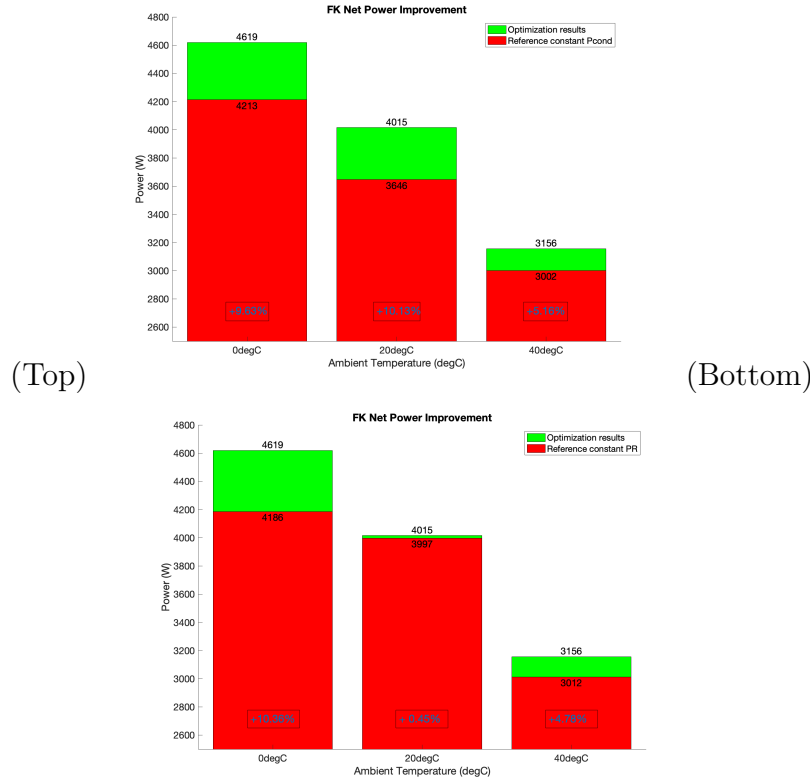 FK Net Power Improvement
Optimization results
Reference constant Pcond
4800
4600
4400
4200
4000
3800
3600
3400
3200
3000
2800
2600
Power (W)
4619
4213
4015
3646
3156
3002
0degC
20degC
40degC
Ambient Temperature (degC)
(Top)
(Bottom)
FK Net Power Improvement
Optimization results
Reference constant PR
4800
4600
4400
4200
4000
3800
3600
3400
3200
3000
2800
2600
Power (W)
4619
4186
4015
3997
3156
3012
0degC
20degC
40degC
Ambient Temperature (degC)